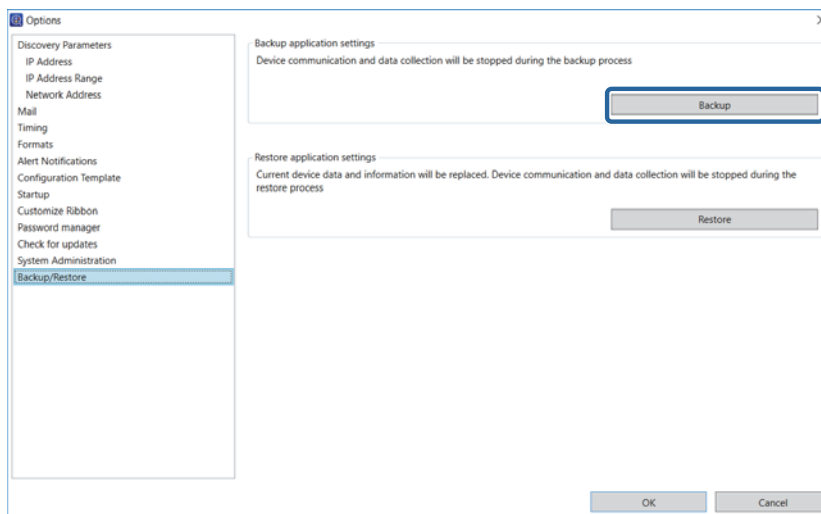 Options
Discovery Parameters
IP Address
IP Address Range
Network Address
Mail
Timing
Formats
Alert Notifications
Configuration Template
Startup
Customize Ribbon
Password manager
Check for updates
System Administration
Backup/Restore
Backup application settings
Device communication and data collection will be stopped during the backup process
Backup
Restore application settings
Current device data and information will be replaced. Device communication and data collection will be stopped during the
restore process
Restore
OK
Cancel